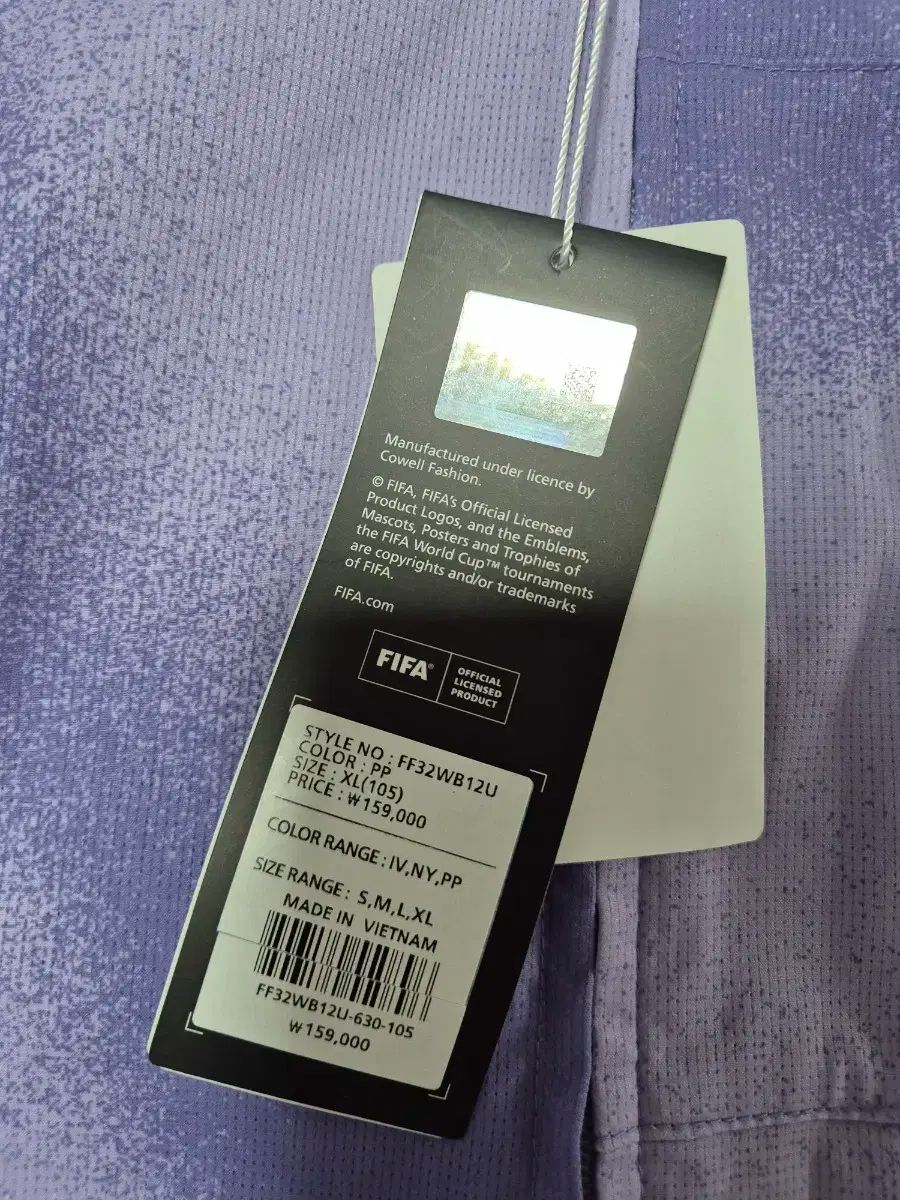 Manufactured under licence by
Cowell Fashion.
© FIFA, FIFA's Official Licensed
Product Logos, and the Emblems,
Mascots, Posters and Trophies of
the FIFA World Cup™ tournaments
are copyrights and/or trademarks
of FIFA.
FIFA.com
FIFA®
OFFICIAL
LICENSED
PRODUCT
STYLE NO : FF32WB12U
COLOR : PP
SIZE : XL(105)
PRICE : ₩159,000
COLOR RANGE : IV,NY,PP
SIZE RANGE : S,M,L,XL
MADE IN VIETNAM
FF32WB12U-630-105
₩159,000